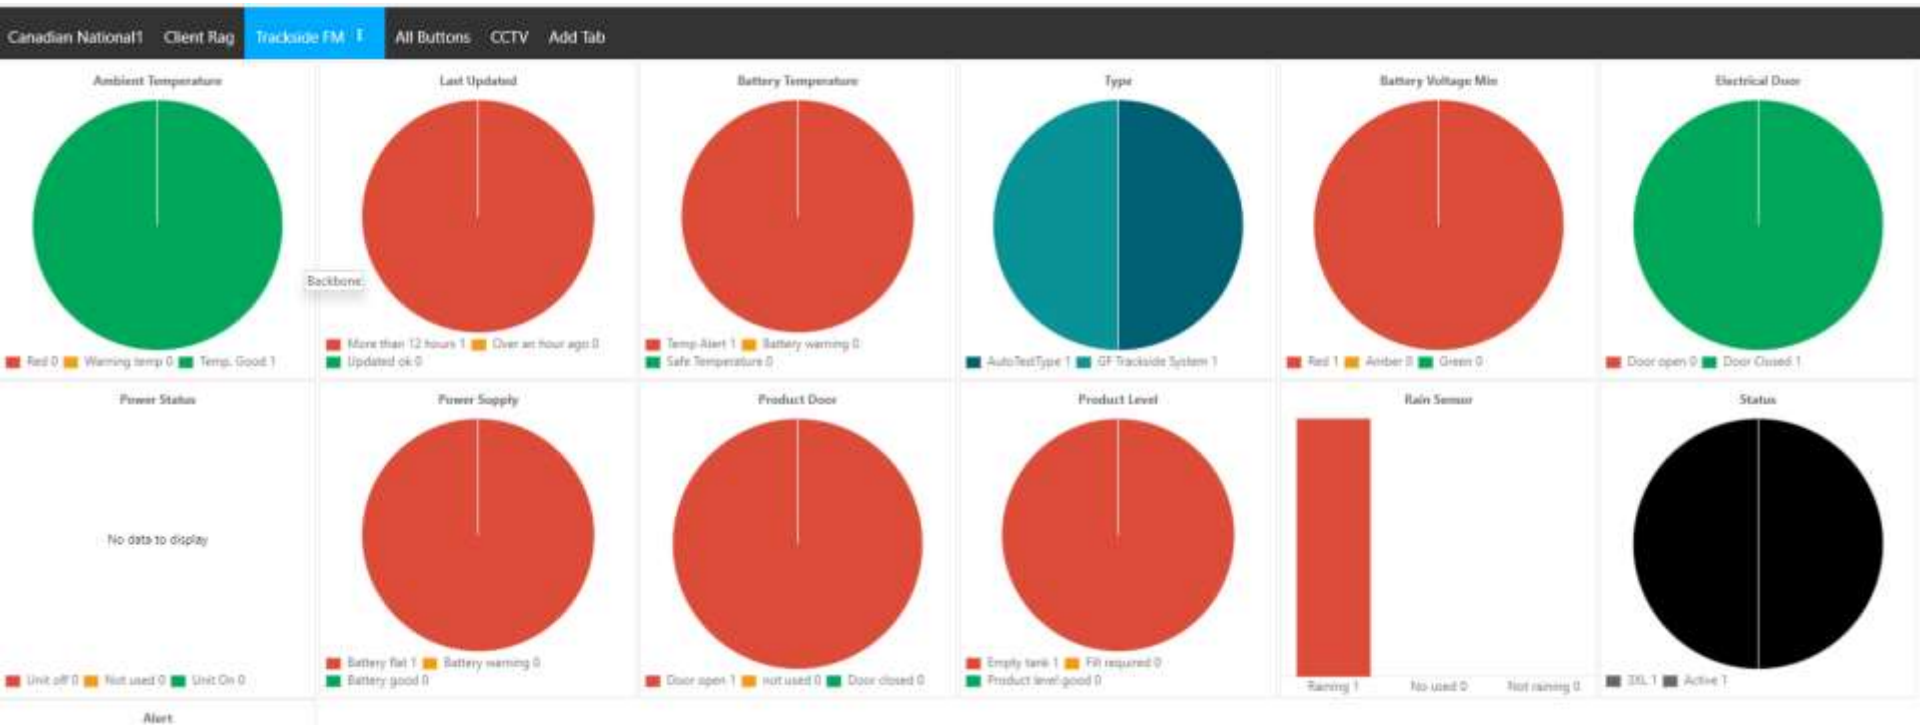 Canadian National1 Client Rag Trackside FM All Buttons CCTV Add Tab
Ambient Temperature
Red 0 Warning temp 0 Temp. Good 1
Last Updated
More than 12 hours 1 Over an hour ago 0
Updated ok 0
Backbone
Battery Temperature
Temp Alert 1 Battery warning 0
Safe Temperature 0
Type
AutoTestType 1 GF Trackside System 1
Battery Voltage Min
Red 1 Amber 0 Green 0
Electrical Door
Door open 0 Door Closed 1
Power Status
No data to display
Unit off 0 Not used 0 Unit On 0
Power Supply
Battery flat 1 Battery warning 0
Battery good 0
Product Door
Door open 1 not used 0 Door closed 0
Product Level
Empty tank 1 Fill required 0
Product level good 0
Rain Sensor
Raining 1 No used 0 Not raining 0
Status
Active 1
Alert